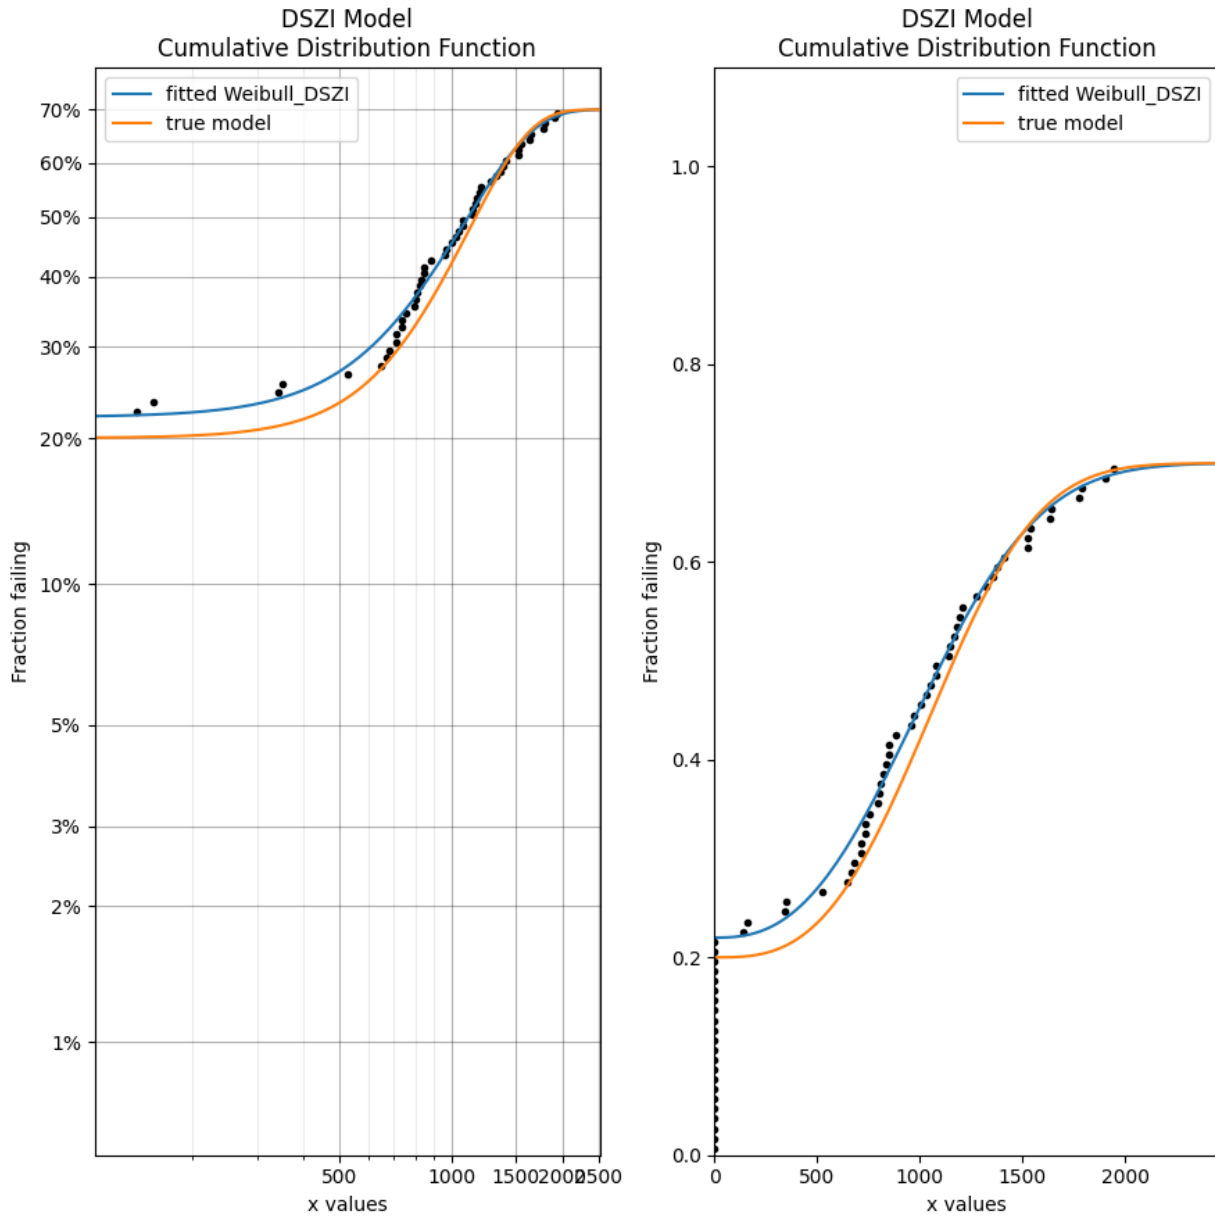 DSZI Model
Cumulative Distribution Function
fitted Weibull_DSZI
true model
70%
60%
50%
40%
30%
20%
10%
5%
3%
2%
1%
Fraction failing
500 1000 1500 2000 2500
x values
DSZI Model
Cumulative Distribution Function
fitted Weibull_DSZI
true model
1.0
0.8
0.6
0.4
0.2
0.0
Fraction failing
0 500 1000 1500 2000
x values